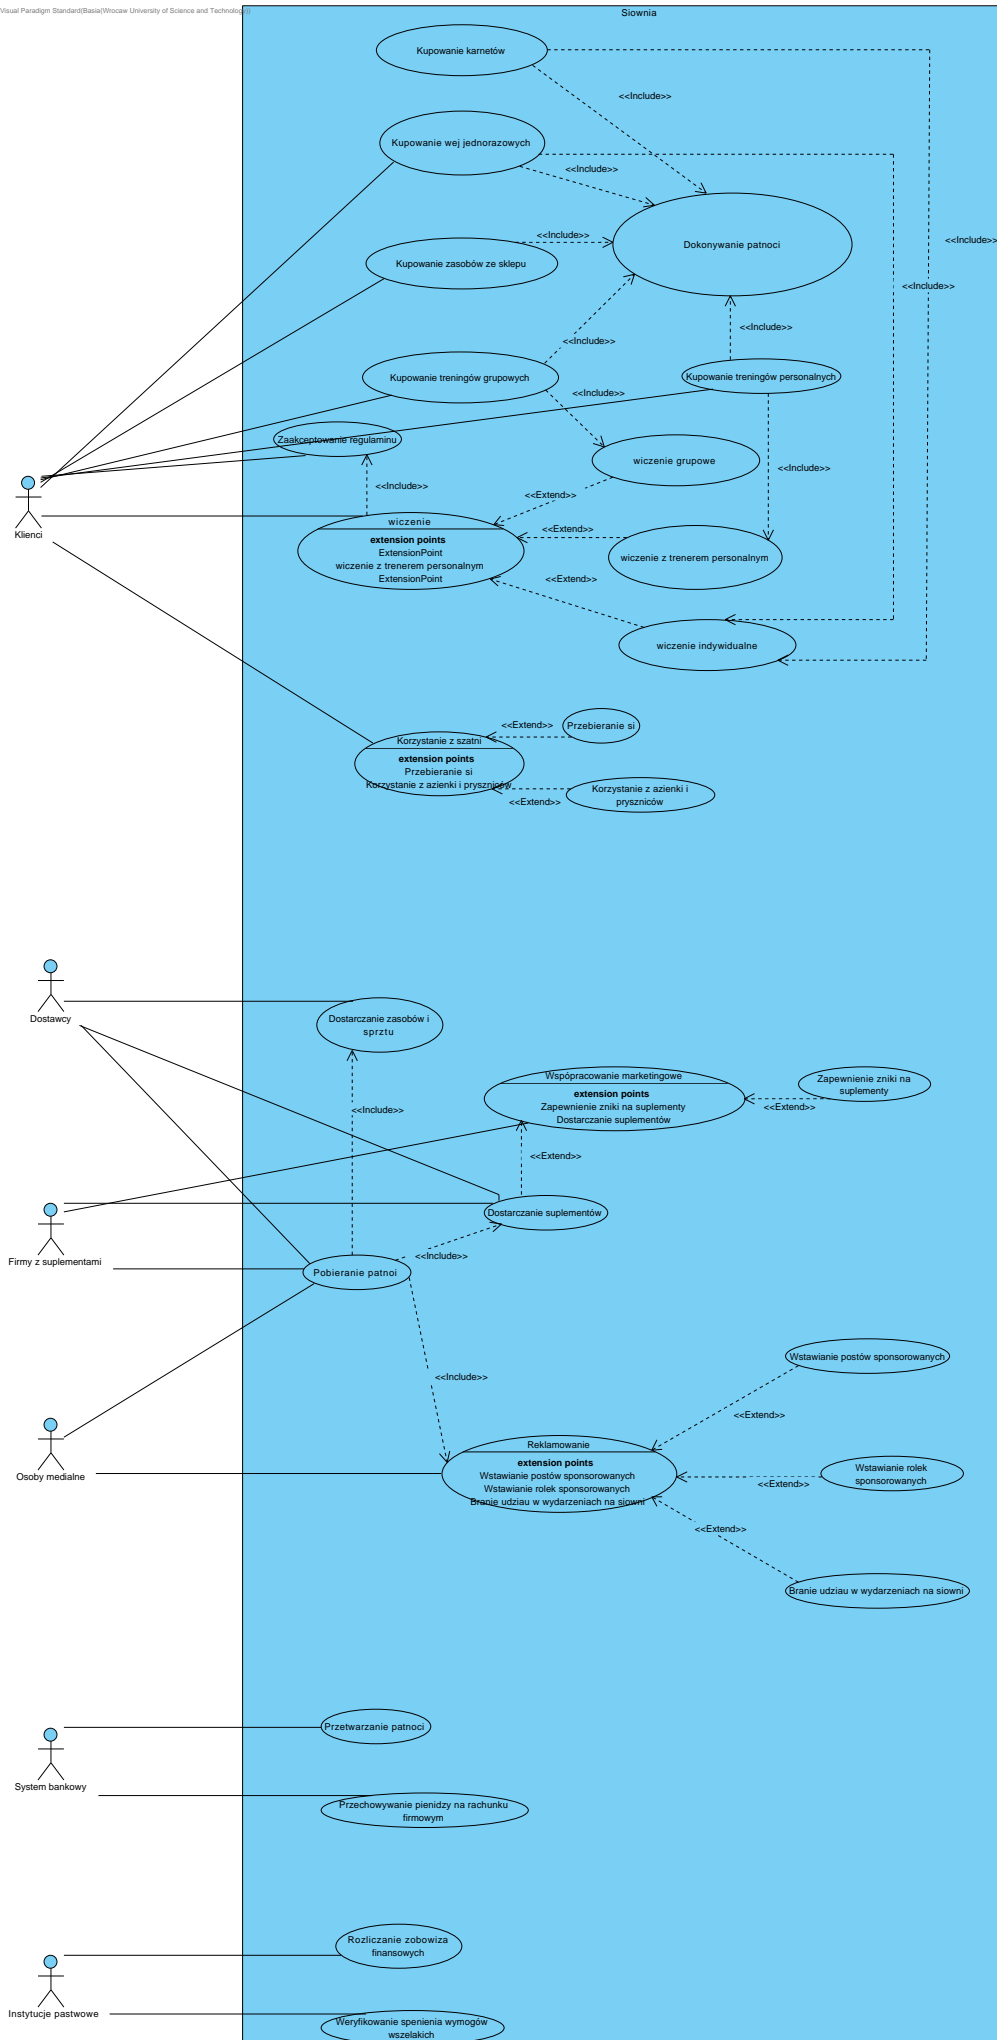 Visual Paradigm Standard(Basia(Wrocaw University of Science and Technology))
Siownia
Kupowanie karnetów
<<Include>>
Kupowanie wej jednorazowych
<<Include>>
Dokonywanie patnoci
<<Include>>
<<Include>>
Kupowanie zasobów ze sklepu
<<Include>>
<<Include>>
<<Include>>
Kupowanie treningów grupowych
Kupowanie treningów personalnych
<<Include>>
Zaakceptowanie regulaminu
wiczenie grupowe
<<Include>>
<<Include>>
<<Extend>>
Klienci
wiczenie
extension points
ExtensionPoint
wiczenie z trenerem personalnym
ExtensionPoint
<<Extend>>
wiczenie z trenerem personalnym
<<Extend>>
wiczenie indywidualne
Korzystanie z szatni
extension points
Przebieranie si
Korzystanie z azienki i pryszniców
<<Extend>>
Przebieranie si
<<Extend>>
Korzystanie z azienki i
pryszniców
Dostawcy
Dostarczanie zasobów i
sprztu
Wspópracowanie marketingowe
extension points
Zapewnienie zniki na suplementy
Dostarczanie suplementów
Zapewnienie zniki na
suplementy
<<Extend>>
<<Include>>
<<Extend>>
Dostarczanie suplementów
Firmy z suplementami
<<Include>>
Pobieranie patnoi
Wstawianie postów sponsorowanych
<<Include>>
<<Extend>>
Osoby medialne
Reklamowanie
extension points
Wstawianie postów sponsorowanych
Wstawianie rolek sponsorowanych
Branie udziau w wydarzeniach na siowni
Wstawianie rolek
sponsorowanych
<<Extend>>
<<Extend>>
Branie udziau w wydarzeniach na siowni
Przetwarzanie patnoci
System bankowy
Przechowywanie pienidzy na rachunku
firmowym
Rozliczanie zobowiza
finansowych
Instytucje pastwowe
Weryfikowanie spenienia wymogów
wszelakich